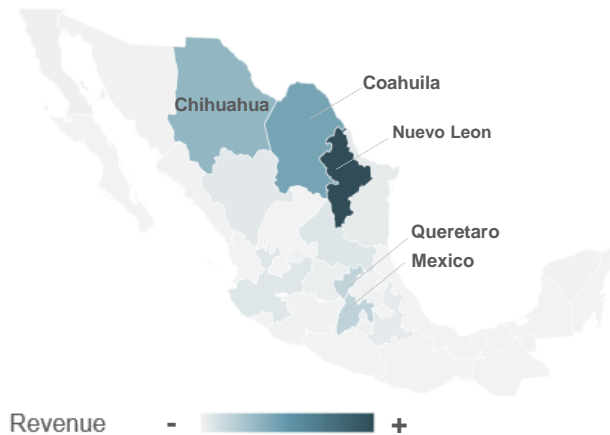 Coahuila
Chihuahua
Nuevo Leon
Queretaro
Mexico
Revenue - +